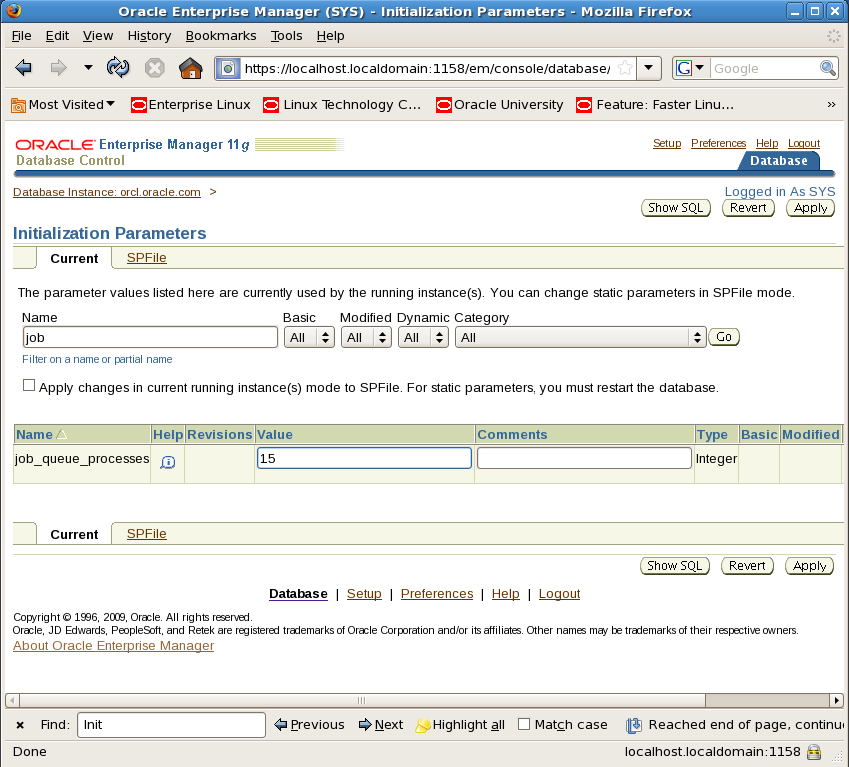 Oracle Enterprise Manager (SYS) - Initialization Parameters - Mozilla Firefox
File Edit View History Bookmarks Tools Help
https://localhost.localdomain:1158/em/console/database/
G Google
Most Visited Enterprise Linux Linux Technology C... Oracle University Feature: Faster Linu... »
ORACLE Enterprise Manager 11g
Database Control
Setup Preferences Help Logout
Database
Database Instance: orcl.oracle.com >
Logged in As SYS
Show SQL Revert Apply
Initialization Parameters
Current SPFile
The parameter values listed here are currently used by the running instance(s). You can change static parameters in SPFile mode.
Name Basic Modified Dynamic Category
job All All All All Go
Filter on a name or partial name
Apply changes in current running instance(s) mode to SPFile. For static parameters, you must restart the database.
Name Help Revisions Value Comments Type Basic Modified
job_queue_processes 15 Integer
Current SPFile
Show SQL Revert Apply
Database | Setup | Preferences | Help | Logout
Copyright © 1996, 2009, Oracle. All rights reserved.
Oracle, JD Edwards, PeopleSoft, and Retek are registered trademarks of Oracle Corporation and/or its affiliates. Other names may be trademarks of their respective owners.
About Oracle Enterprise Manager
Find: Init Previous Next Highlight all Match case Reached end of page, continu
Done localhost.localdomain:1158